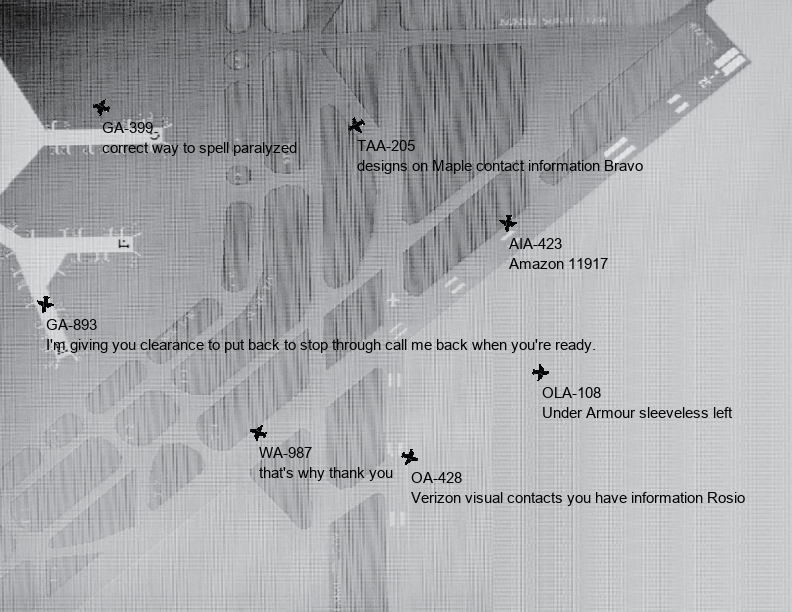 GA-399
correct way to spell paralyzed
TAA-205
designs on Maple contact information Bravo
AIA-423
Amazon 11917
GA-893
I'm giving you clearance to put back to stop through call me back when you're ready.
OLA-108
Under Armour sleeveless left
WA-987
that's why thank you
OA-428
Verizon visual contacts you have information Rosio